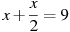 x + x/2 = 9